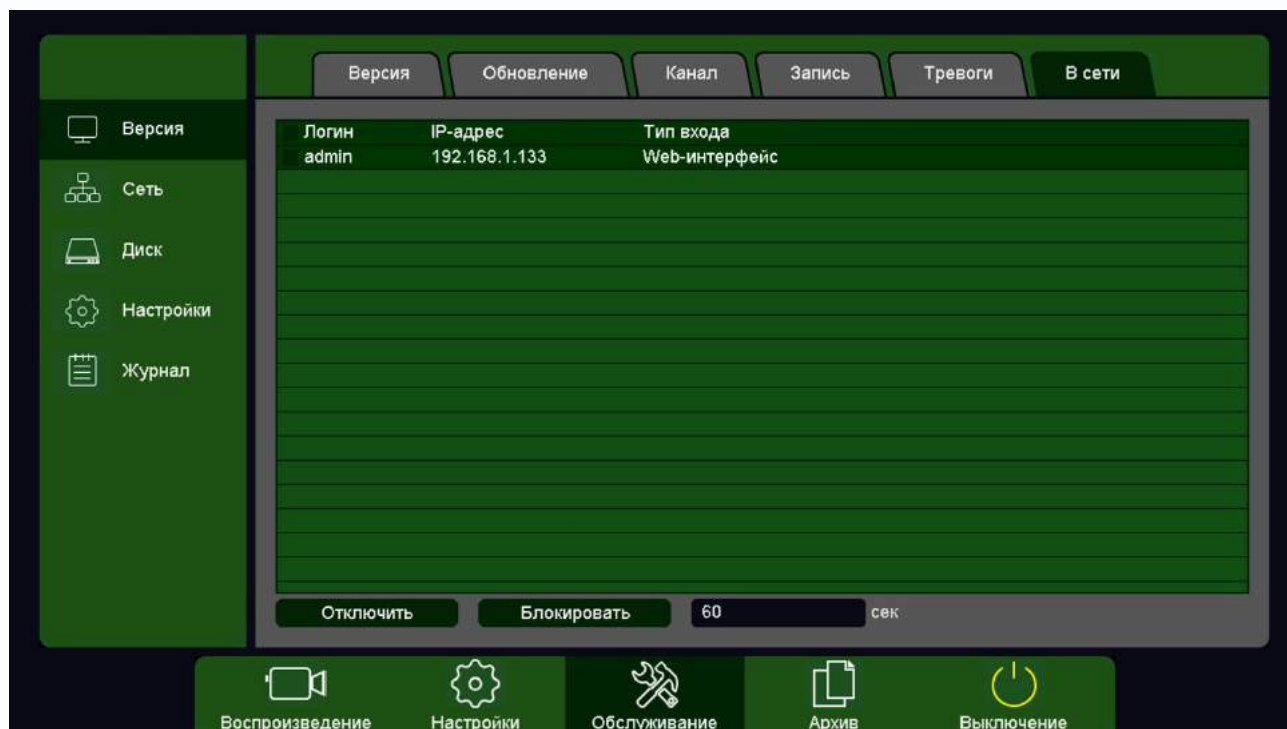 Версия Обновление Канал Запись Тревоги В сети
Версия
Сеть
Диск
Настройки
Журнал
Логин IP-адрес Тип входа
admin 192.168.1.133 Web-интерфейс
Отключить Блокировать 60 сек
Воспроизведение Настройки Обслуживание Архив Выключение